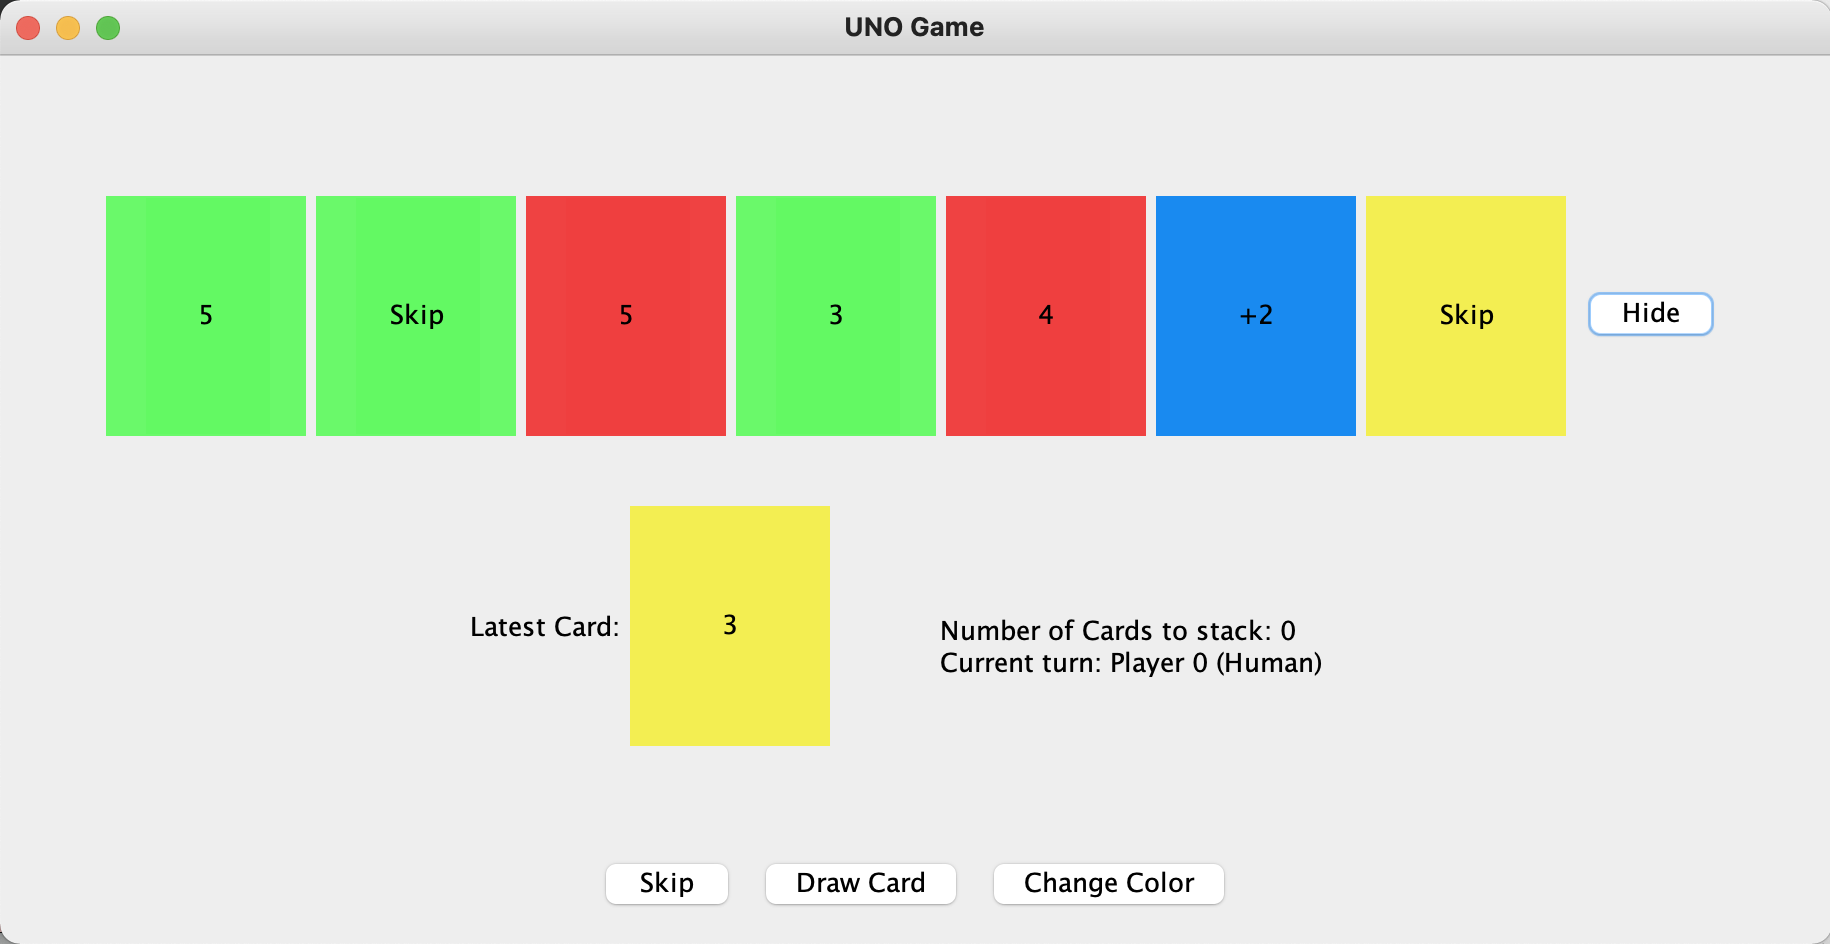 UNO Game
5
Skip
5
3
4
+2
Skip
Hide
Latest Card:
3
Number of Cards to stack: 0
Current turn: Player 0 (Human)
Skip
Draw Card
Change Color